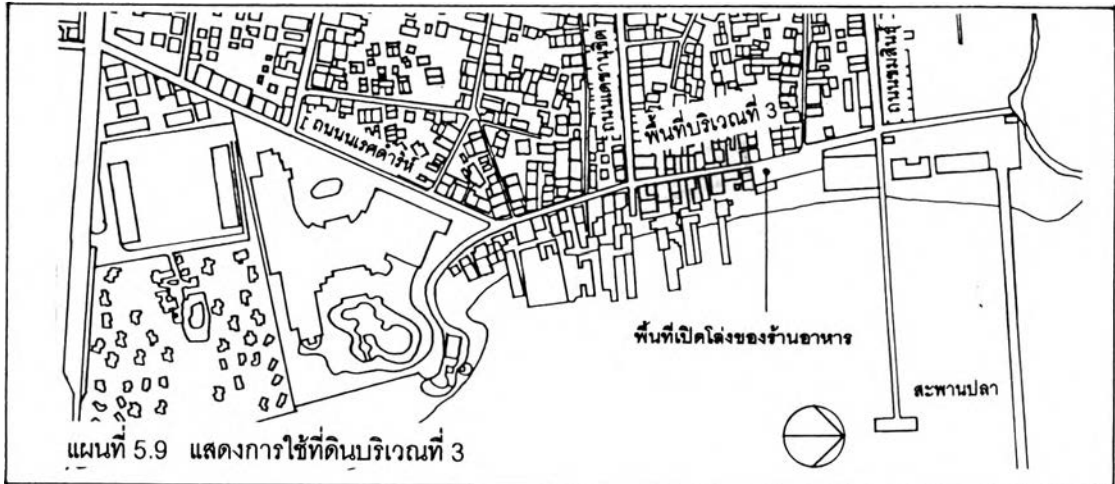 ถนนนเรศดำริห์
ถนนเดชานุชิต
พื้นที่บริเวณที่ 3
ถนนชมสินธุ์
พื้นที่เปิดโล่งของร้านอาหาร
สะพานปลา
แผนที่ 5.9 แสดงการใช้ที่ดินบริเวณที่ 3